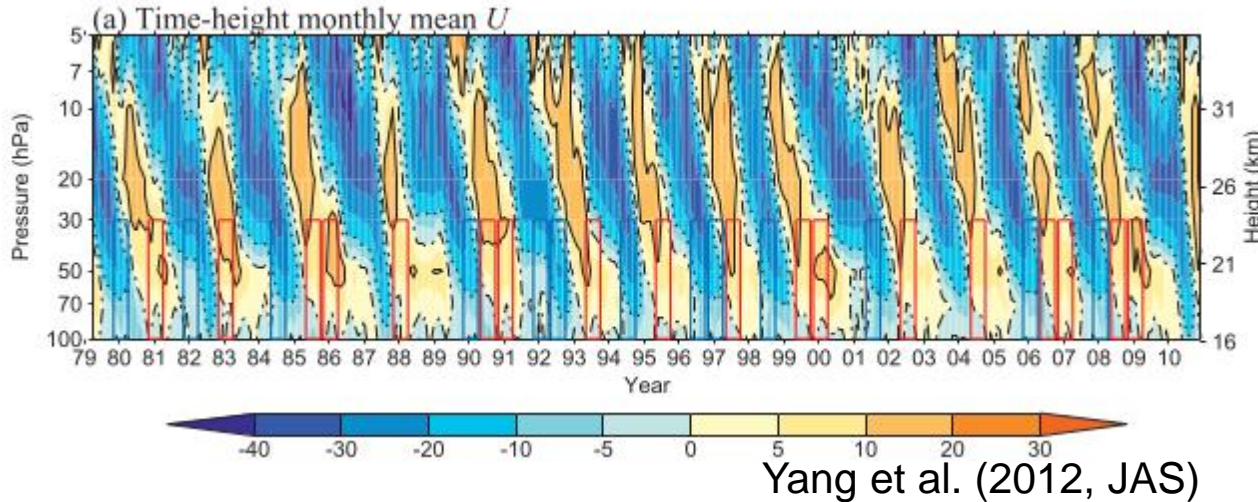 (a) Time-height monthly mean U
5
7
10
20
30
50
70
100
Pressure (hPa)
31
26
21
16
Height (km)
79 80 81 82 83 84 85 86 87 88 89 90 91 92 93 94 95 96 97 98 99 00 01 02 03 04 05 06 07 08 09 10
Year
-40 -30 -20 -10 -5 0 5 10 20 30
Yang et al. (2012, JAS)